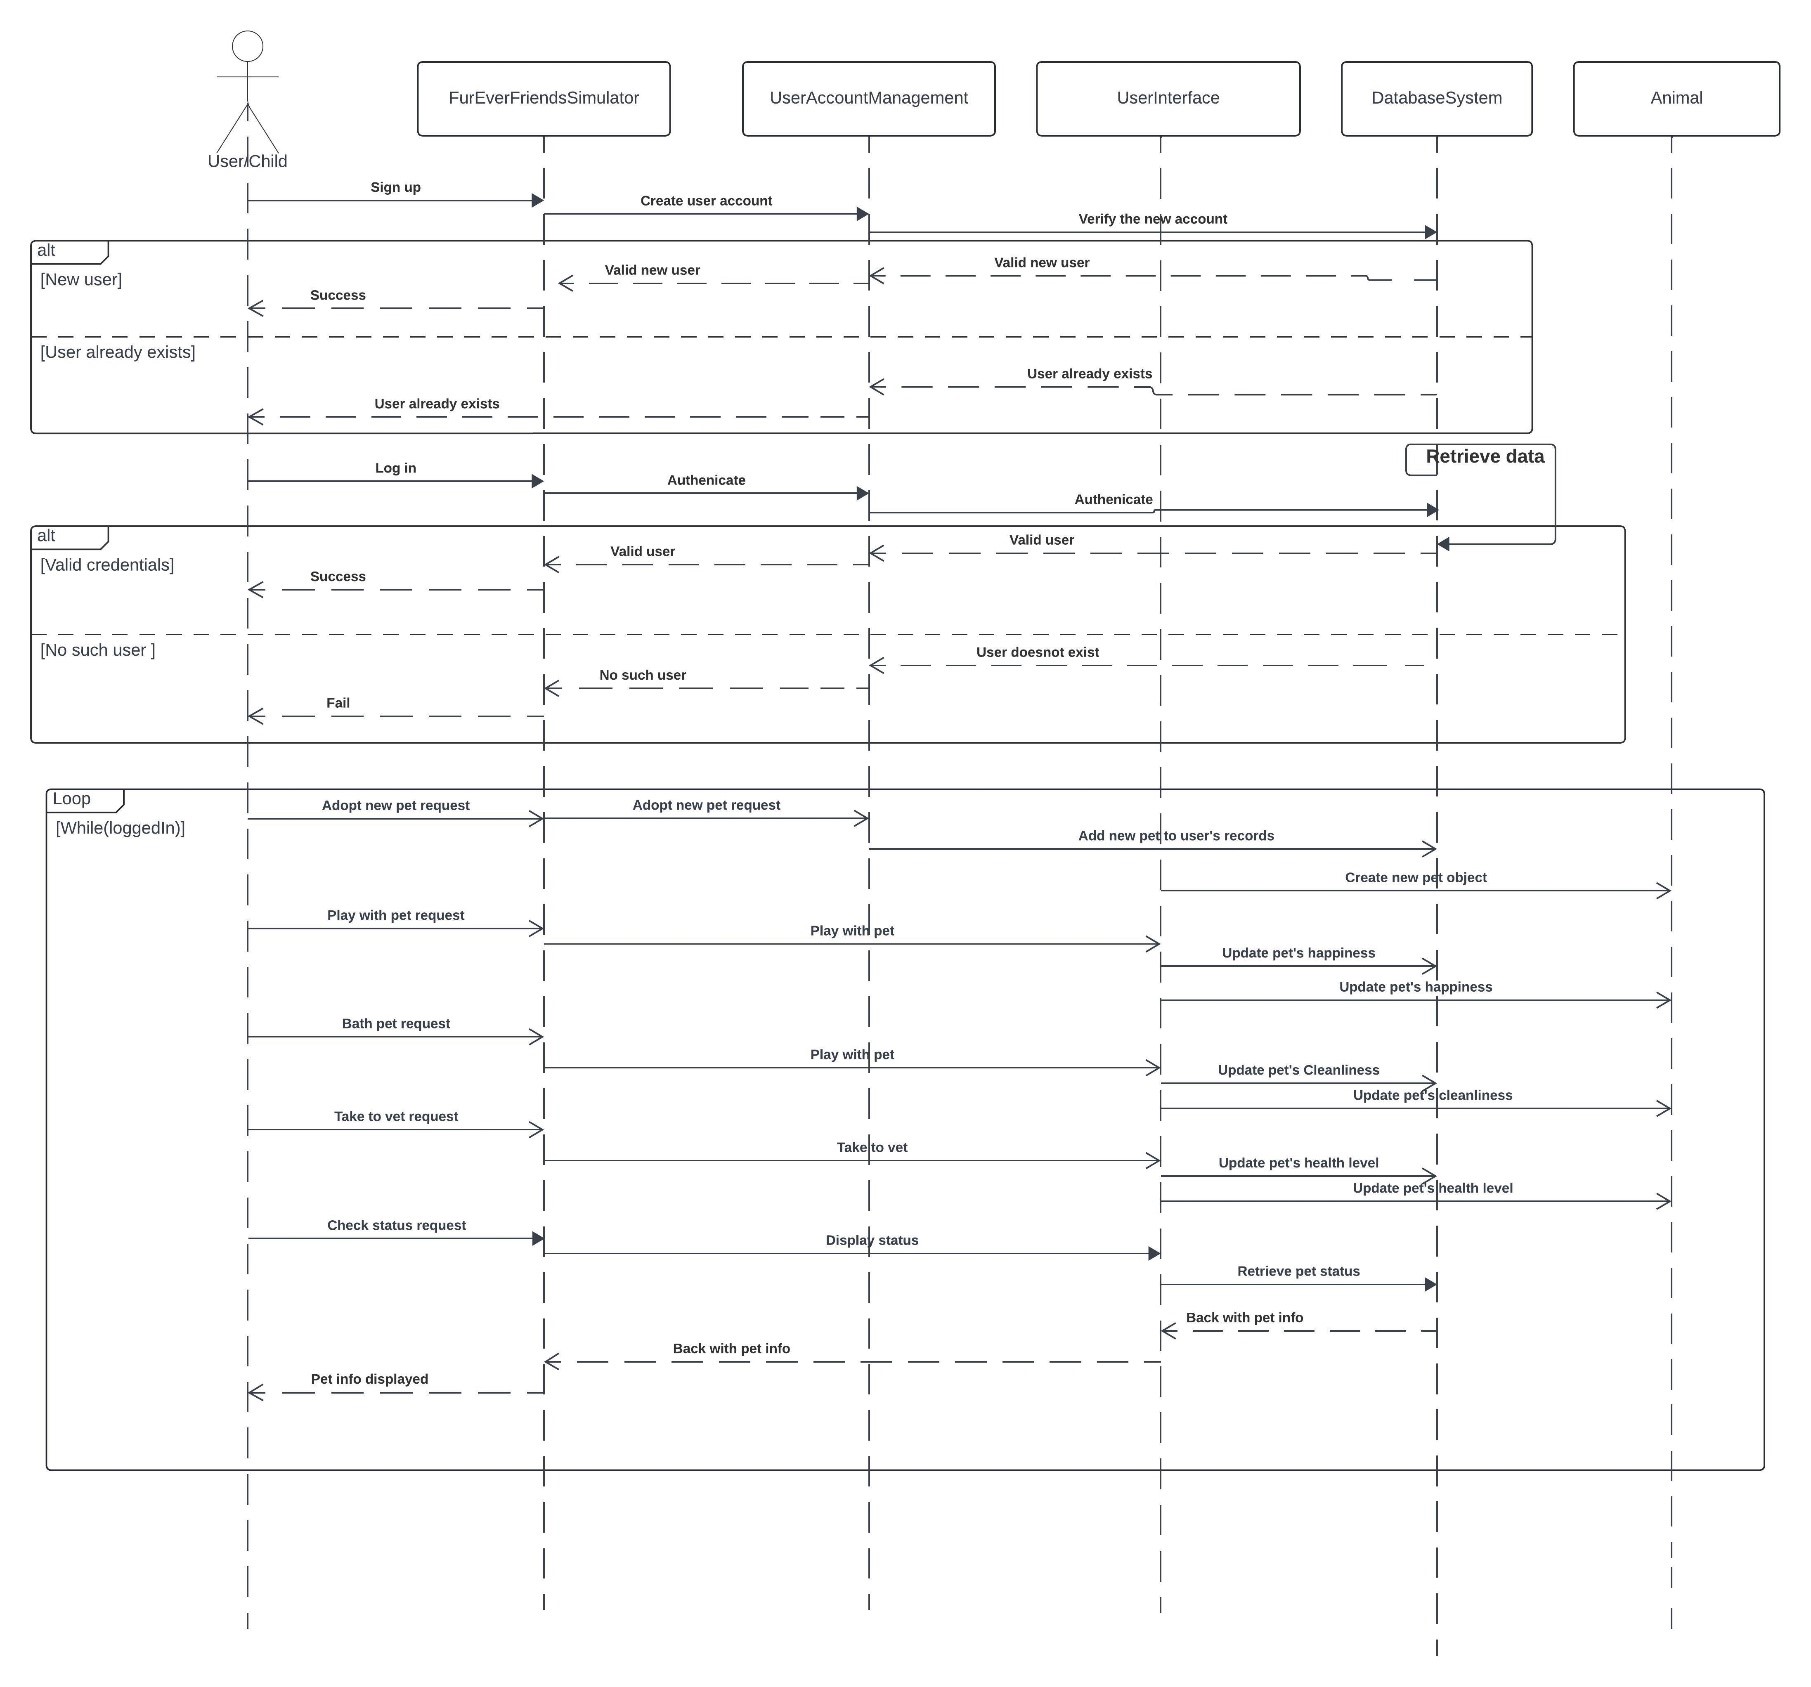 FurEverFriendsSimulator
UserAccountManagement
UserInterface
DatabaseSystem
Animal
User/Child
Sign up
Create user account
Verify the new account
alt
[New user]
Valid new user
Valid new user
Success
[User already exists]
User already exists
User already exists
Retrieve data
Log in
Authenicate
Authenicate
alt
[Valid credentials]
Valid user
Valid user
Success
[No such user ]
User doesnot exist
No such user
Fail
Loop
[While(loggedIn)]
Adopt new pet request
Adopt new pet request
Add new pet to user's records
Create new pet object
Play with pet request
Play with pet
Update pet's happiness
Update pet's happiness
Bath pet request
Play with pet
Update pet's Cleanliness
Update pet's cleanliness
Take to vet request
Take to vet
Update pet's health level
Update pet's health level
Check status request
Display status
Retrieve pet status
Back with pet info
Back with pet info
Pet info displayed